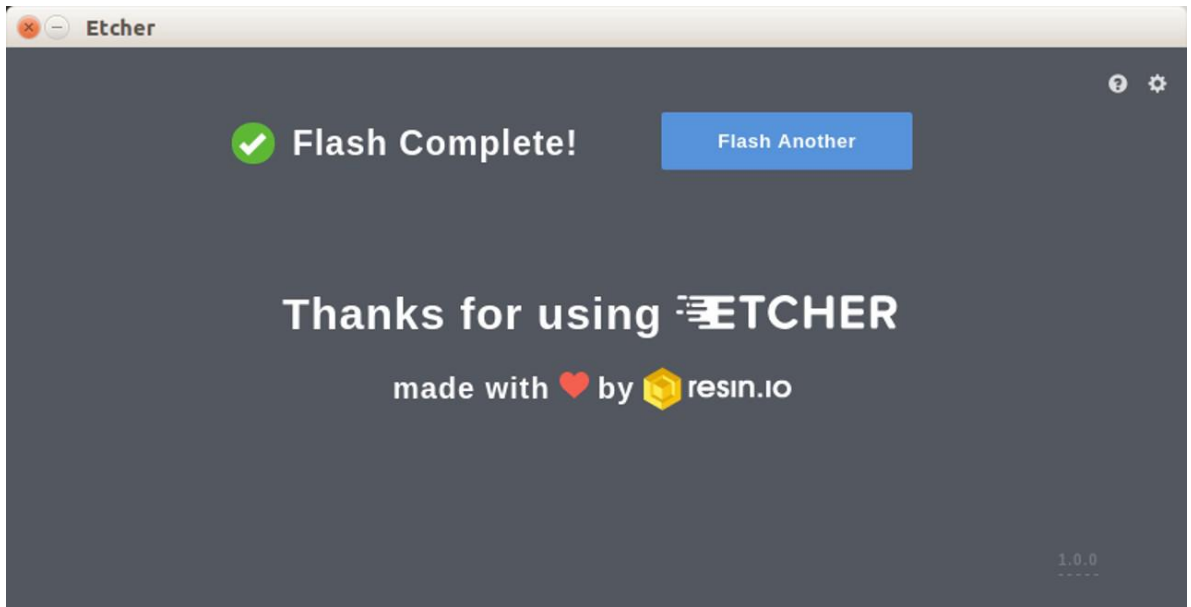 Etcher
Flash Complete!
Flash Another
Thanks for using ETCHER
made with by resin.io
1.0.0